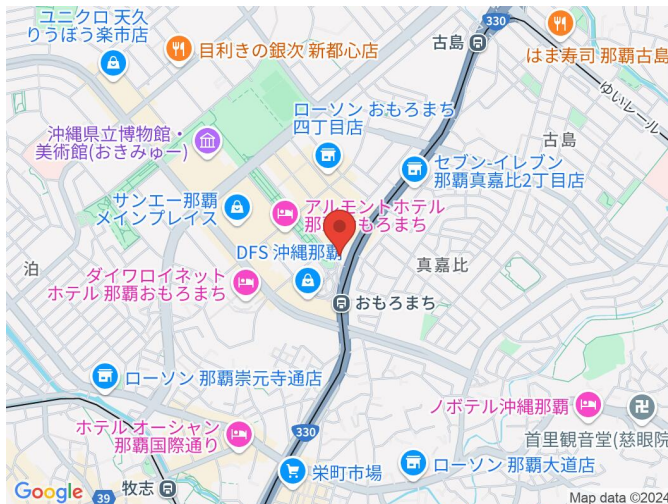 ユニクロ 天久
りうぼう楽市店
目利きの銀次 新都心店
古島
330
はま寿司 那覇古島
ゆいレール
ローソン おもろまち
四丁目店
沖縄県立博物館・
美術館(おきみゅー)
古島
セブン-イレブン
那覇真嘉比2丁目店
サンエー那覇
メインプレイス
アルモントホテル
那覇おもろまち
DFS 沖縄那覇
真嘉比
泊
ダイワロイネット
ホテル 那覇おもろまち
おもろまち
ローソン 那覇崇元寺通店
ノボテル沖縄那覇
ホテル オーシャン
那覇国際通り
330
首里観音堂(慈眼院
栄町市場
ローソン 那覇大道店
牧志
39
Google
Map data ©2024